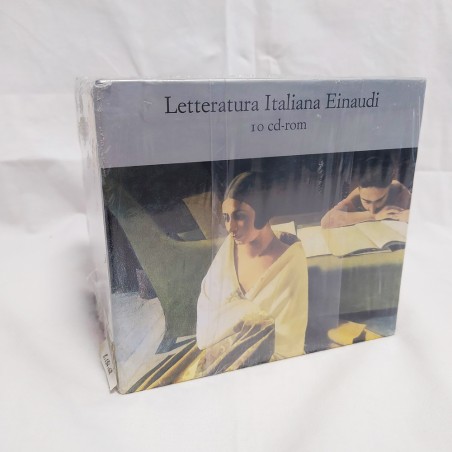 Letteratura Italiana Einaudi
10 cd-rom